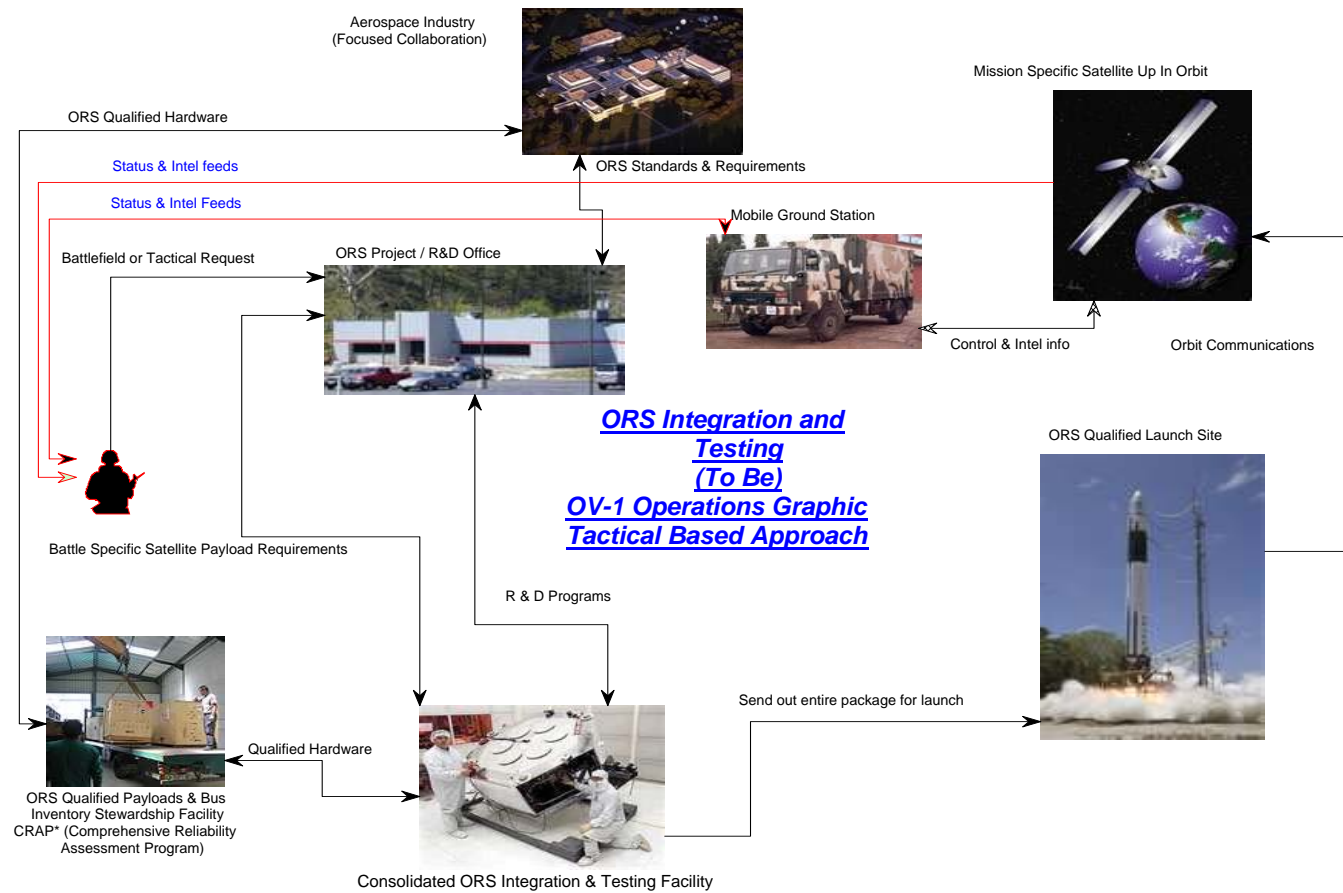 Aerospace Industry
(Focused Collaboration)
Mission Specific Satellite Up In Orbit
ORS Qualified Hardware
Status & Intel feeds
ORS Standards & Requirements
Status & Intel Feeds
Mobile Ground Station
Battlefield or Tactical Request
ORS Project / R&D Office
Control & Intel info
Orbit Communications
ORS Integration and
Testing
(To Be)
OV-1 Operations Graphic
Tactical Based Approach
ORS Qualified Launch Site
Battle Specific Satellite Payload Requirements
R & D Programs
Send out entire package for launch
Qualified Hardware
ORS Qualified Payloads & Bus
Inventory Stewardship Facility
CRAP* (Comprehensive Reliability
Assessment Program)
Consolidated ORS Integration & Testing Facility